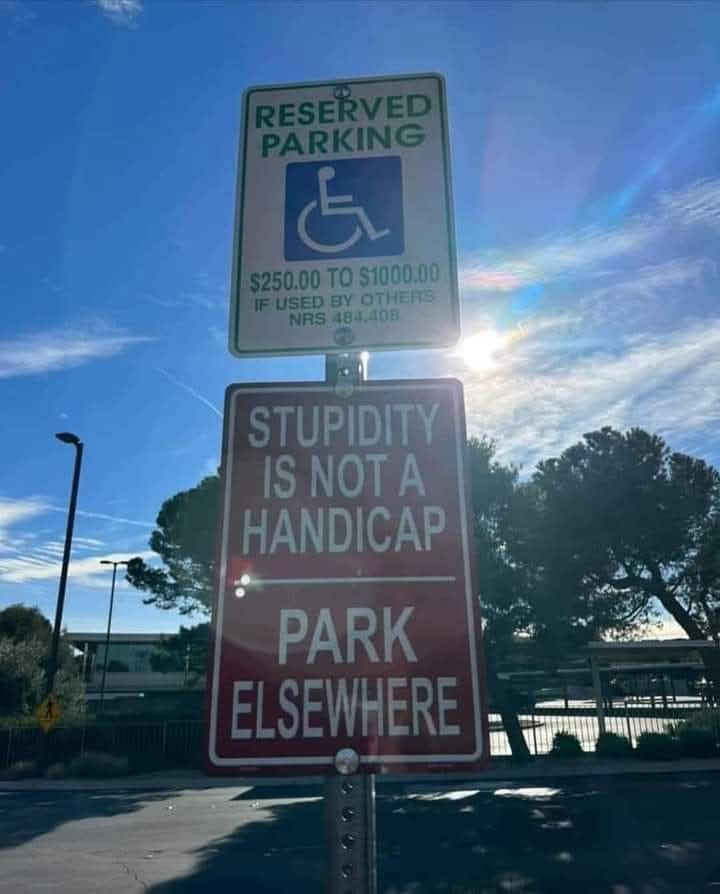 RESERVED
PARKING
$250.00 TO $1000.00
IF USED BY OTHERS
NRS 484.408
STUPIDITY
IS NOT A
HANDICAP
PARK
ELSEWHERE